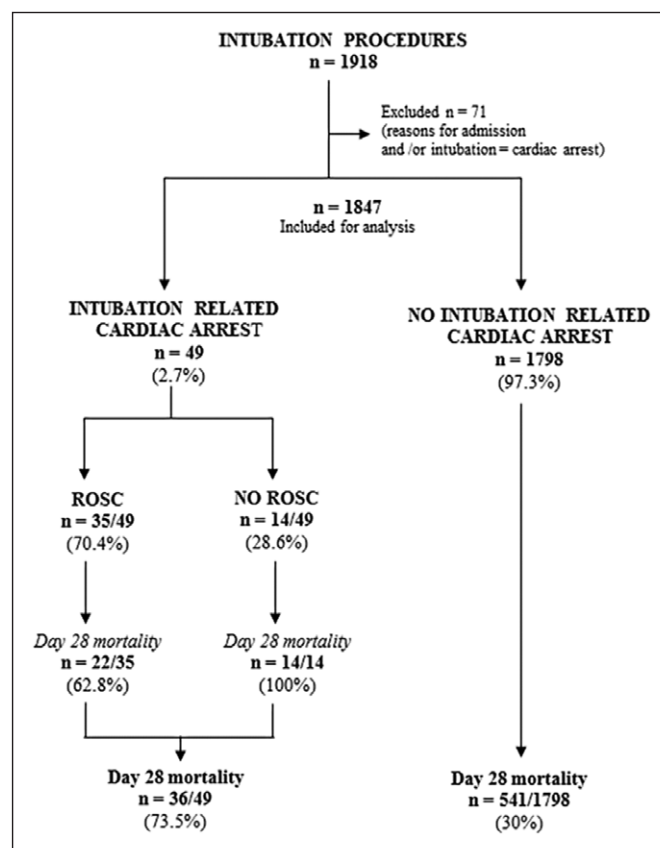 INTUBATION PROCEDURES
n = 1918
Excluded n = 71
(reasons for admission
and /or intubation = cardiac arrest)
n = 1847
Included for analysis
INTUBATION RELATED
CARDIAC ARREST
n = 49
(2.7%)
NO INTUBATION RELATED
CARDIAC ARREST
n = 1798
(97.3%)
ROSC
n = 35/49
(70.4%)
NO ROSC
n = 14/49
(28.6%)
Day 28 mortality
n = 22/35
(62.8%)
Day 28 mortality
n = 14/14
(100%)
Day 28 mortality
n = 36/49
(73.5%)
Day 28 mortality
n = 541/1798
(30%)